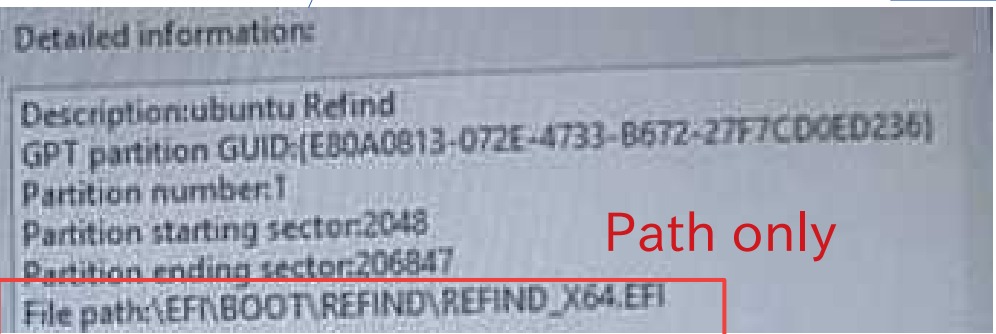 Detailed information:
Description:ubuntu Refind
GPT partition GUID:{E80A0813-072E-4733-B672-27F7CD0ED236}
Partition number:1
Partition starting sector:2048
Path only
Partition ending sector:206847
File path:\EFI\BOOT\REFIND\REFIND_X64.EFI